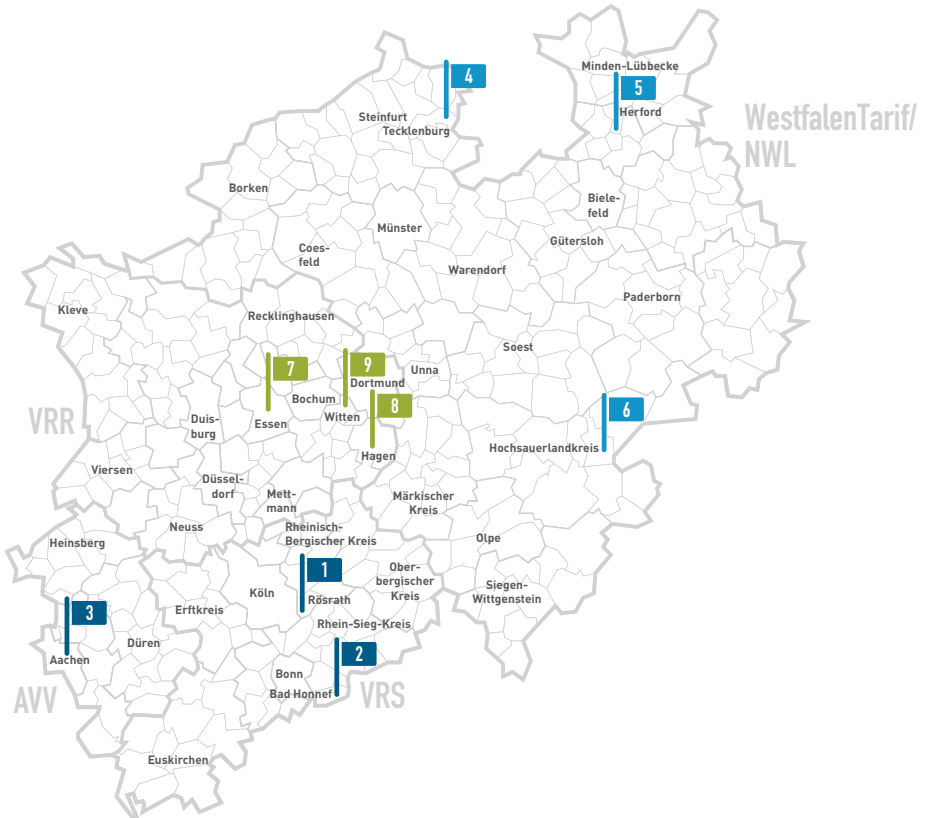 4
Minden-Lübbecke
5
Herford
Steinfurt
Tecklenburg
WestfalenTarif/
NWL
Borken
Biele-
feld
Münster
Gütersloh
Coes-
feld
Warendorf
Paderborn
Kleve
Recklinghausen
Soest
7
9
Dortmund
Unna
Bochum
8
6
VRR
Duis-
burg
Essen
Witten
Hagen
Hochsauerlandkreis
Viersen
Düssel-
dorf
Mett-
mann
Märkischer
Kreis
Neuss
Rheinisch-
Bergischer Kreis
Heinsberg
Olpe
1
Ober-
bergischer
Kreis
Köln
Rösrath
Siegen-
Wittgenstein
3
Erftkreis
Rhein-Sieg-Kreis
Düren
2
Aachen
Bonn
Bad Honnef
AVV
VRS
Euskirchen